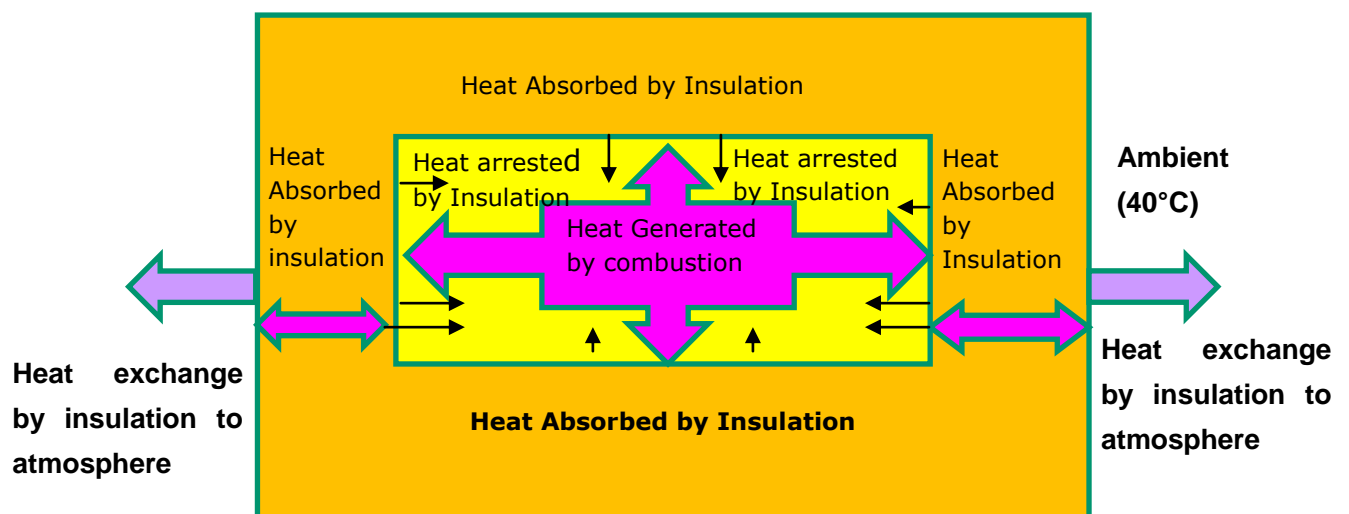 Heat Absorbed by Insulation
Heat
Absorbed
by
insulation
Heat arrested
by Insulation
Heat arrested
by Insulation
Heat
Absorbed
by
Insulation
Ambient
(40°C)
Heat Generated
by combustion
Heat exchange
by insulation to
atmosphere
Heat exchange
by insulation to
atmosphere
Heat Absorbed by Insulation